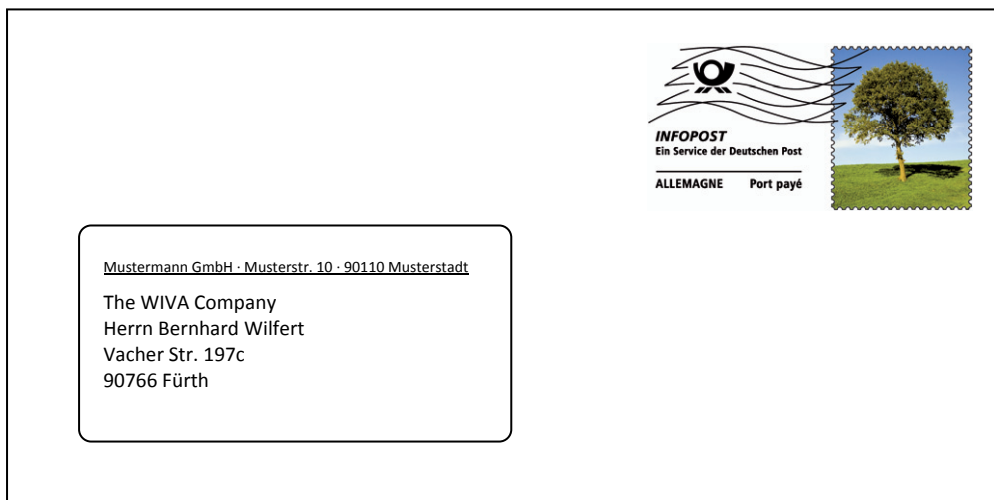 INFOPOST
Ein Service der Deutschen Post
ALLEMAGNE Port payé
Mustermann GmbH · Musterstr. 10 · 90110 Musterstadt
The WIVA Company
Herrn Bernhard Wilfert
Vacher Str. 197c
90766 Fürth